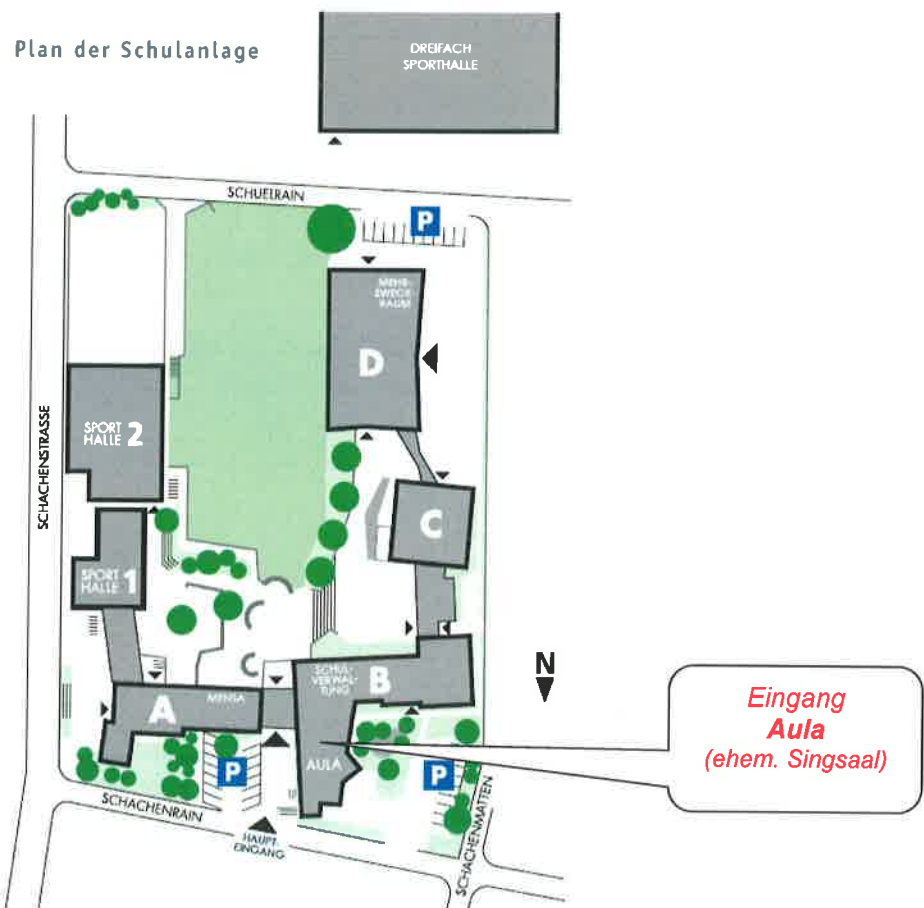 Plan der Schulanlage
DREIFACH
SPORTHALLE
SCHUELRAIN
P
MEHR-
ZWECK-
RAUM
D
SCHACHENSTRASSE
SPORT
HALLE 2
C
SPORT
HALLE 1
SCHUL-
VERWAL-
TUNG
B
N
A
MENSA
AULA
P
P
Eingang
Aula
(ehem. Singsaal)
SCHACHENRAIN
HAUPT-
EINGANG
SCHACHENMATTEN